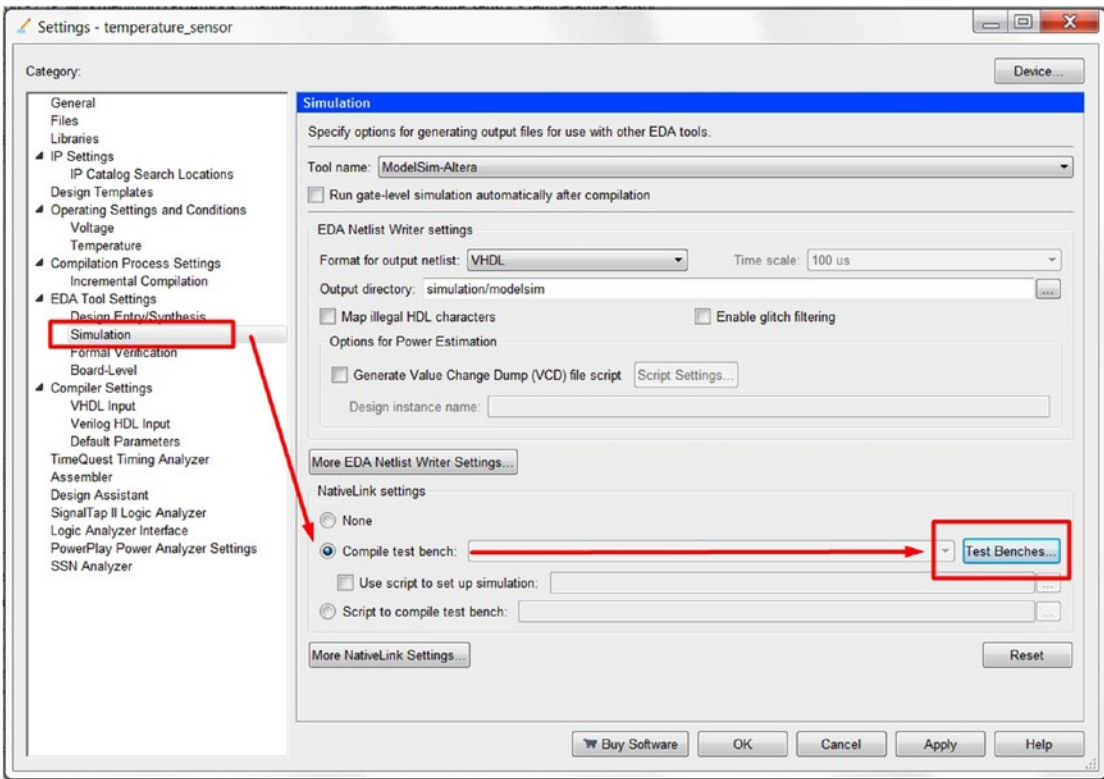 Settings - temperature_sensor
Category:
Device...
General
Files
Libraries
IP Settings
IP Catalog Search Locations
Design Templates
Operating Settings and Conditions
Voltage
Temperature
Compilation Process Settings
Incremental Compilation
EDA Tool Settings
Design Entry/Synthesis
Simulation
Formal Verification
Board-Level
Compiler Settings
VHDL Input
Verilog HDL Input
Default Parameters
TimeQuest Timing Analyzer
Assembler
Design Assistant
SignalTap II Logic Analyzer
Logic Analyzer Interface
PowerPlay Power Analyzer Settings
SSN Analyzer
Simulation
Specify options for generating output files for use with other EDA tools.
Tool name: ModelSim-Altera
Run gate-level simulation automatically after compilation
EDA Netlist Writer settings
Format for output netlist: VHDL Time scale: 100 us
Output directory: simulation/modelsim ...
Map illegal HDL characters Enable glitch filtering
Options for Power Estimation
Generate Value Change Dump (VCD) file script Script Settings...
Design instance name:
More EDA Netlist Writer Settings...
NativeLink settings
None
Compile test bench: Test Benches...
Use script to set up simulation: ...
Script to compile test bench: ...
More NativeLink Settings... Reset
Buy Software OK Cancel Apply Help